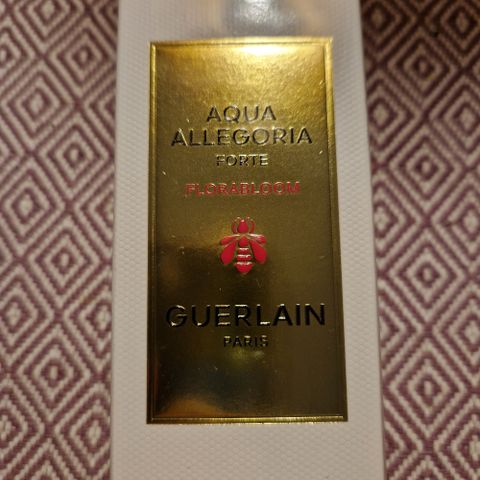 AQUA
ALLEGORIA
FORTE
FLORABLOOM
GUERLAIN
PARIS